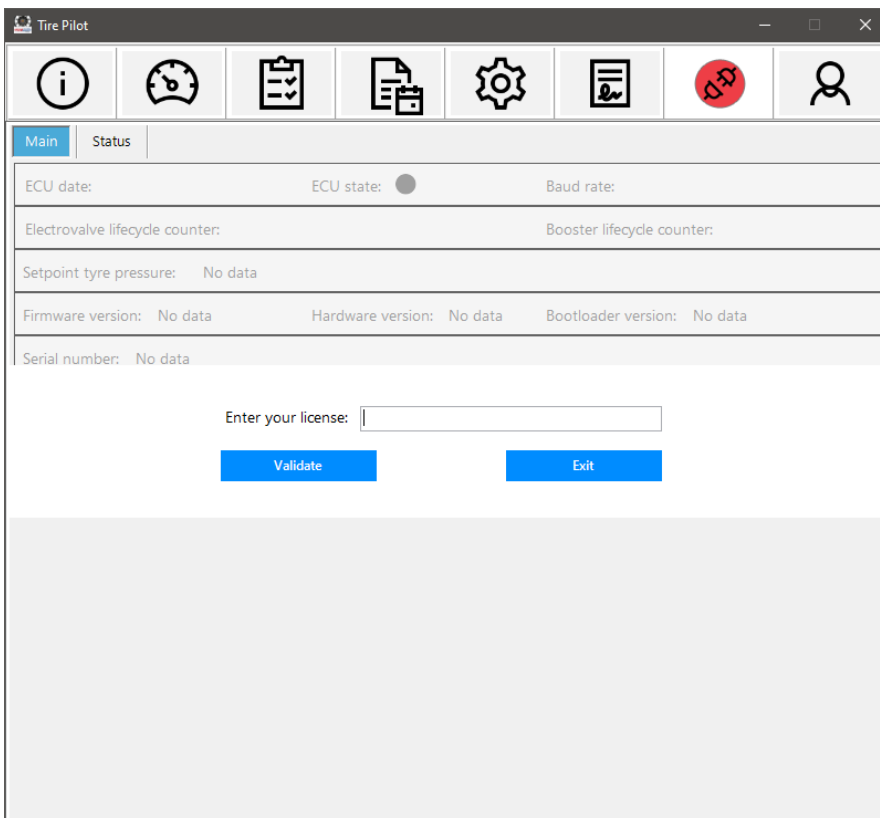 Tire Pilot
Main Status
ECU date: ECU state: Baud rate:
Electrovalve lifecycle counter: Booster lifecycle counter:
Setpoint tyre pressure: No data
Firmware version: No data Hardware version: No data Bootloader version: No data
Serial number: No data
Enter your license:
Validate Exit